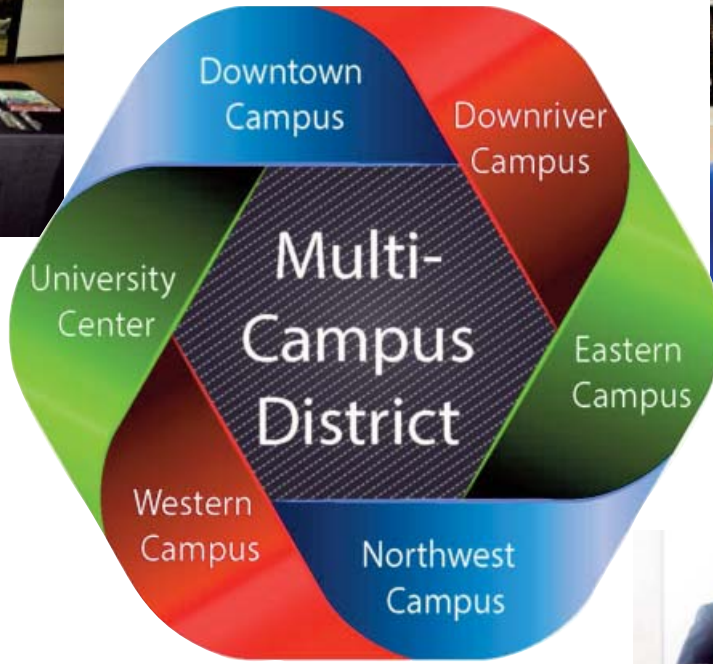 Downtown
Campus
Downriver
Campus
Eastern
Campus
Northwest
Campus
Western
Campus
University
Center
Multi-
Campus
District